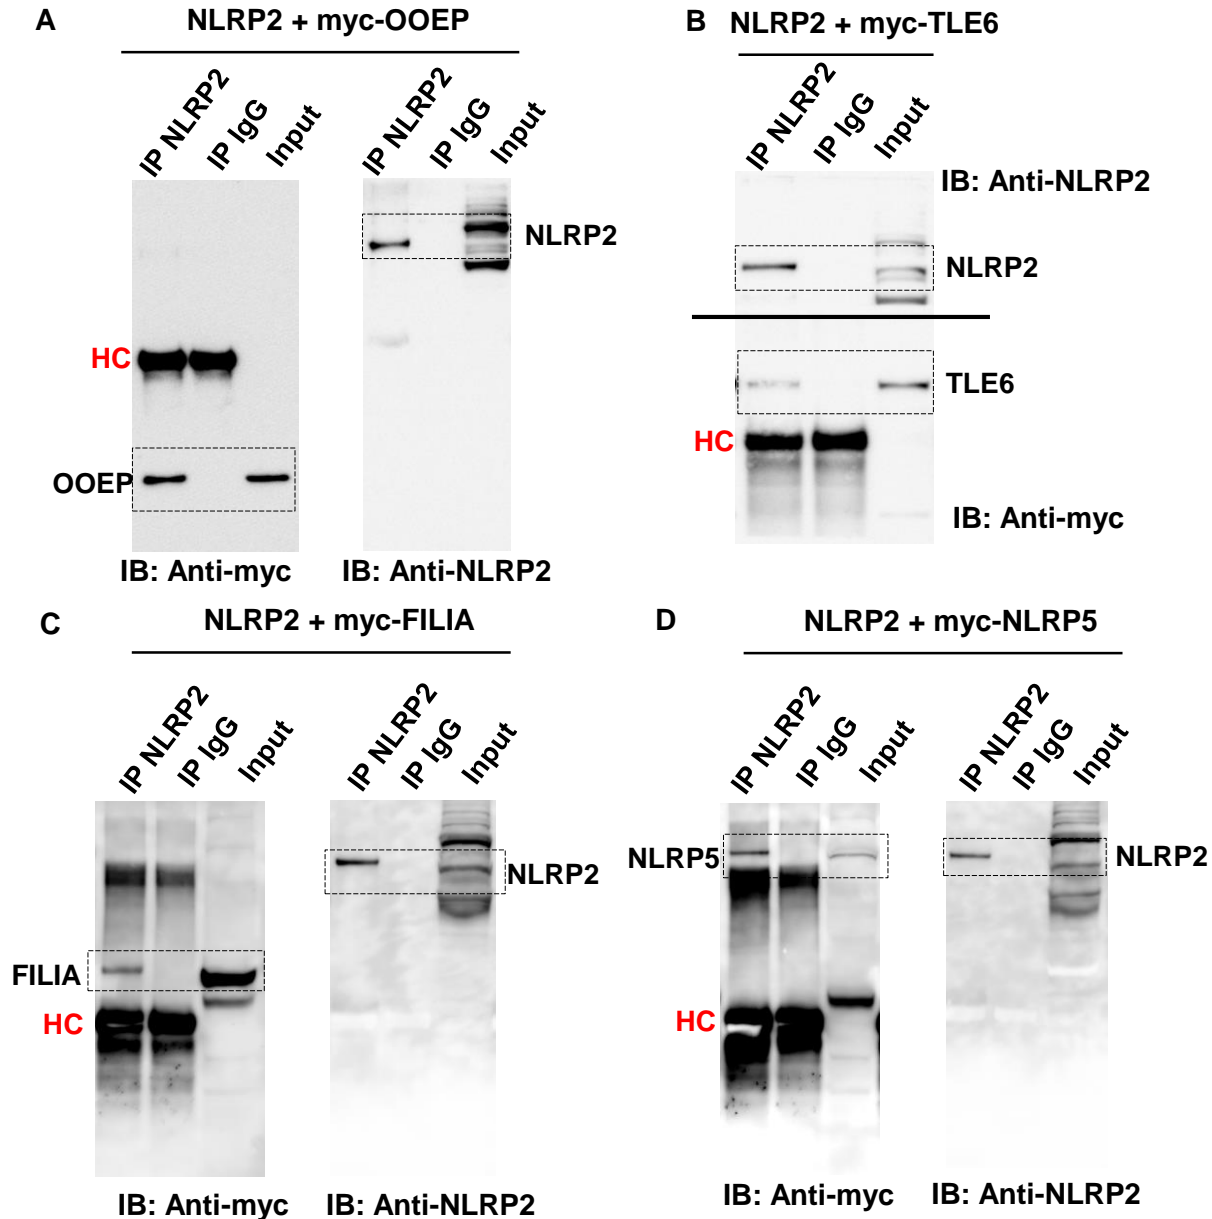 A
NLRP2 + myc-OOEP
IP NLRP2
IP IgG
Input
IP NLRP2
IP IgG
Input
NLRP2
HC
OOEP
IB: Anti-myc
IB: Anti-NLRP2
B
NLRP2 + myc-TLE6
IP NLRP2
IP IgG
Input
IB: Anti-NLRP2
NLRP2
TLE6
HC
IB: Anti-myc
C
NLRP2 + myc-FILIA
IP NLRP2
IP IgG
Input
IP NLRP2
IP IgG
Input
NLRP2
FILIA
HC
IB: Anti-myc
IB: Anti-NLRP2
D
NLRP2 + myc-NLRP5
IP NLRP2
IP IgG
Input
IP NLRP2
IP IgG
Input
NLRP5
NLRP2
HC
IB: Anti-myc
IB: Anti-NLRP2